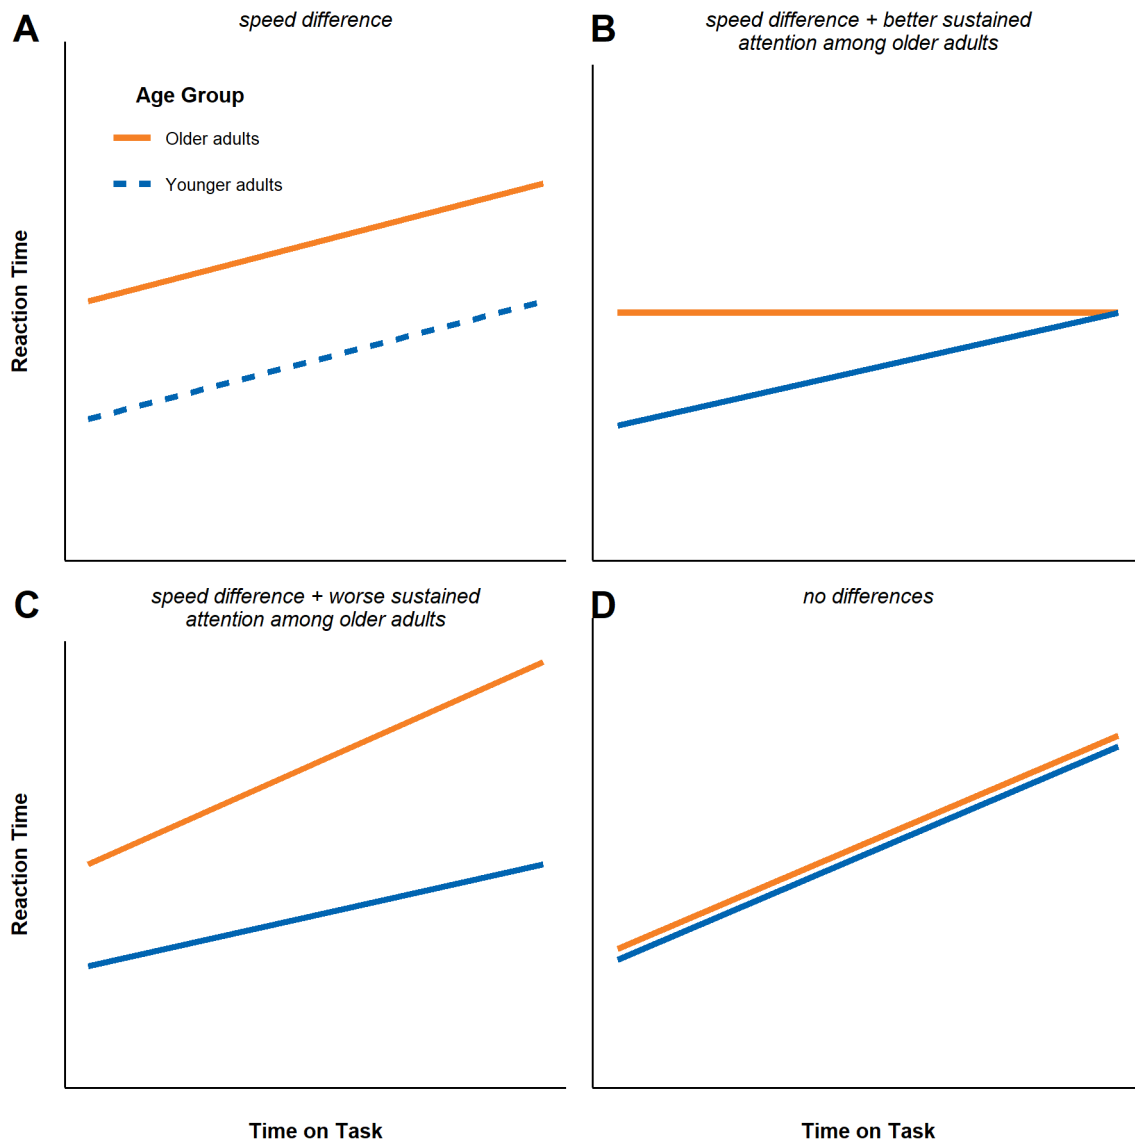 A
speed difference
Age Group
Older adults
Younger adults
Reaction Time
B
speed difference + better sustained
attention among older adults
C
speed difference + worse sustained
attention among older adults
Reaction Time
D
no differences
Time on Task
Time on Task